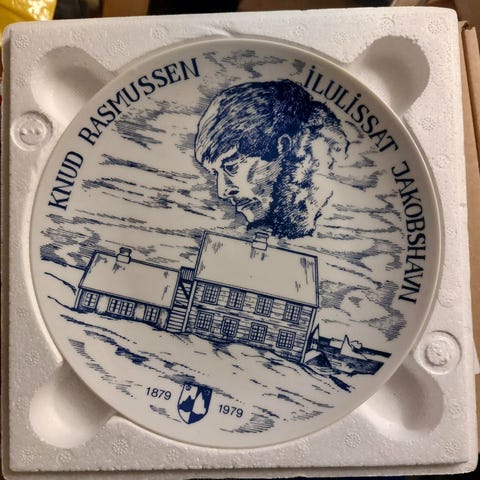 KNUD RASMUSSEN
ILULISSAT JAKOBSHAVN
1879 1979